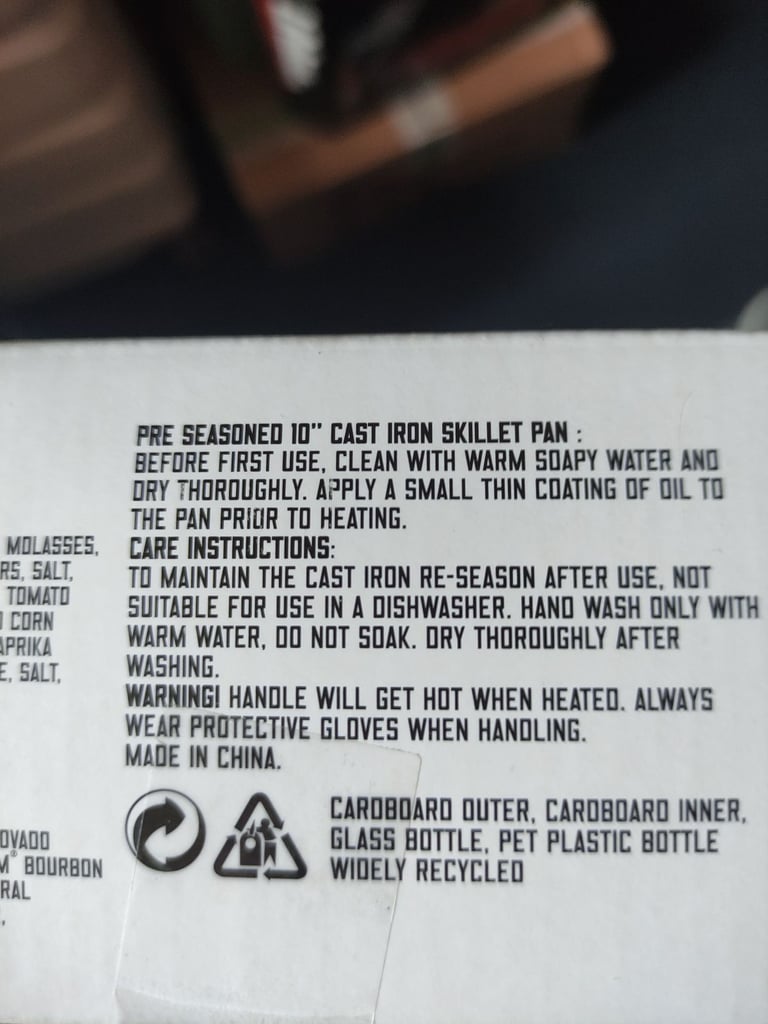 PRE SEASONED 10" CAST IRON SKILLET PAN :
BEFORE FIRST USE, CLEAN WITH WARM SOAPY WATER AND
DRY THOROUGHLY. APPLY A SMALL THIN COATING OF OIL TO
THE PAN PRIOR TO HEATING.
CARE INSTRUCTIONS:
TO MAINTAIN THE CAST IRON RE-SEASON AFTER USE, NOT
SUITABLE FOR USE IN A DISHWASHER. HAND WASH ONLY WITH
WARM WATER, DO NOT SOAK. DRY THOROUGHLY AFTER
WASHING.
WARNING! HANDLE WILL GET HOT WHEN HEATED. ALWAYS
WEAR PROTECTIVE GLOVES WHEN HANDLING.
MADE IN CHINA.
CARDBOARD OUTER, CARDBOARD INNER,
GLASS BOTTLE, PET PLASTIC BOTTLE
WIDELY RECYCLED
MOLASSES,
RS, SALT,
TOMATO
CORN
APRIKA
E, SALT,
OVADO
M® BOURBON
RAL